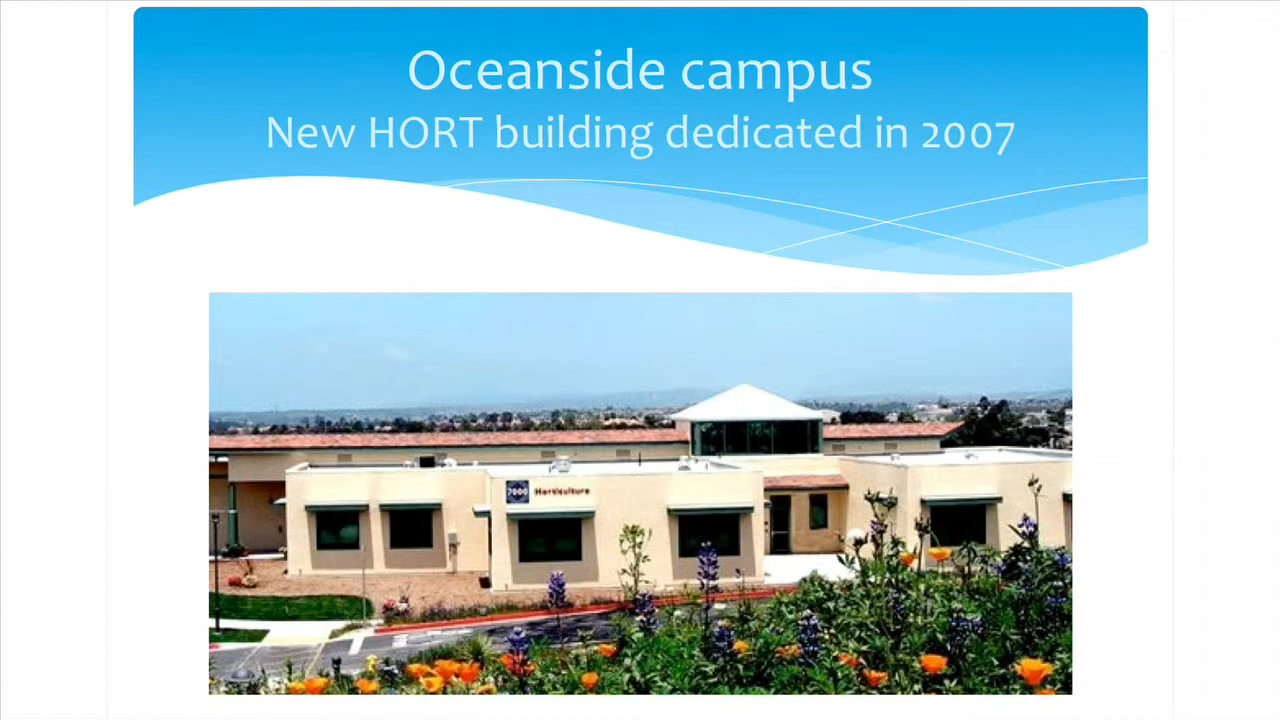 Oceanside campus
New HORT building dedicated in 2007
7000 Horticulture